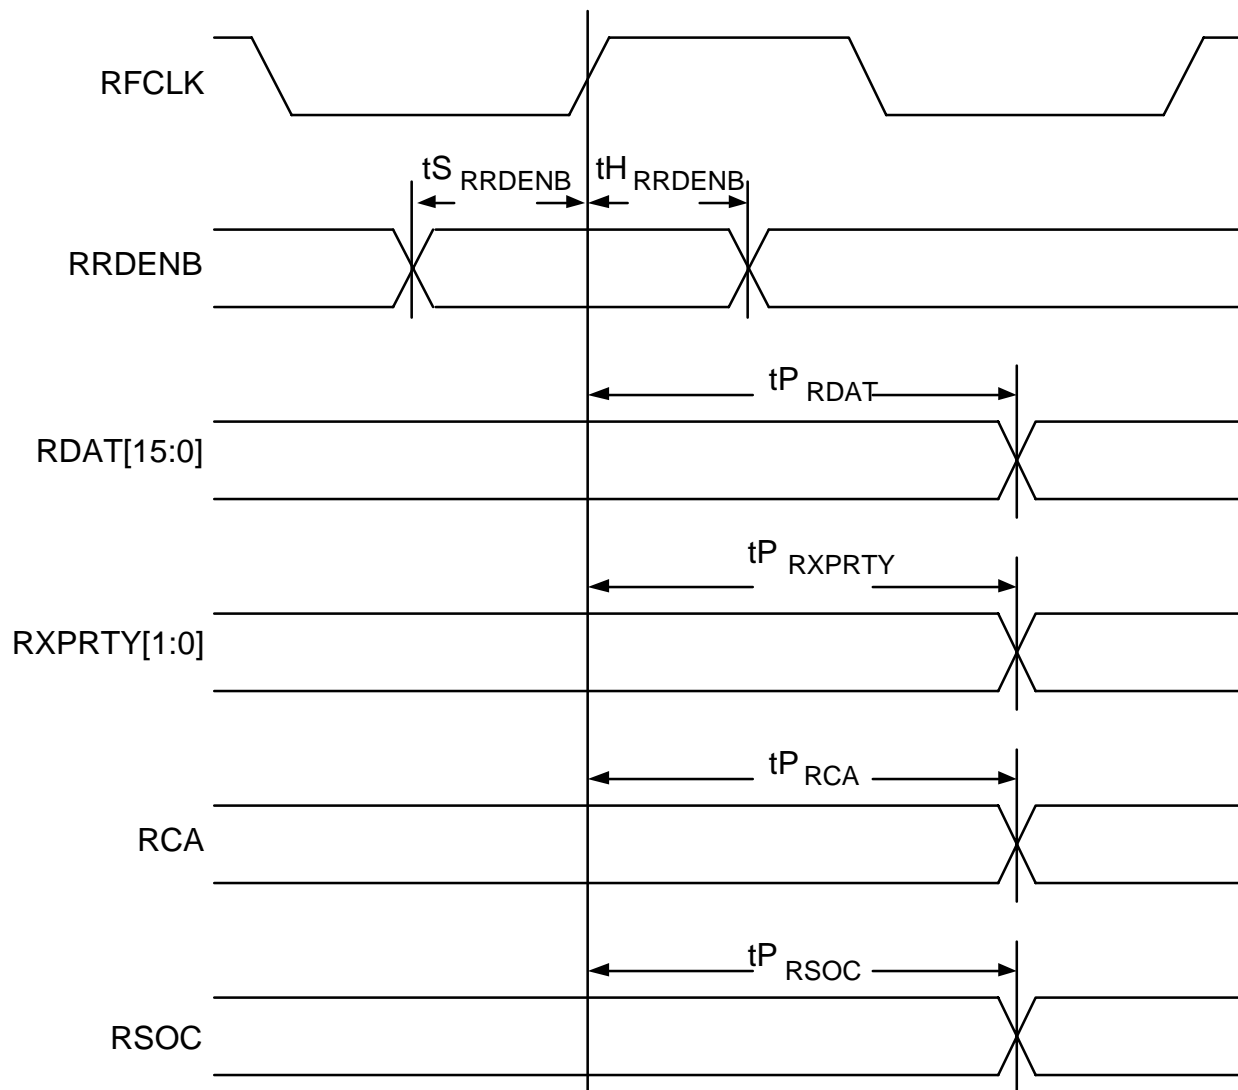 RFCLK
tS RRDENB tH RRDENB
RRDENB
tP RDAT
RDAT[15:0]
tP RXPRTY
RXPRTY[1:0]
tP RCA
RCA
tP RSOC
RSOC